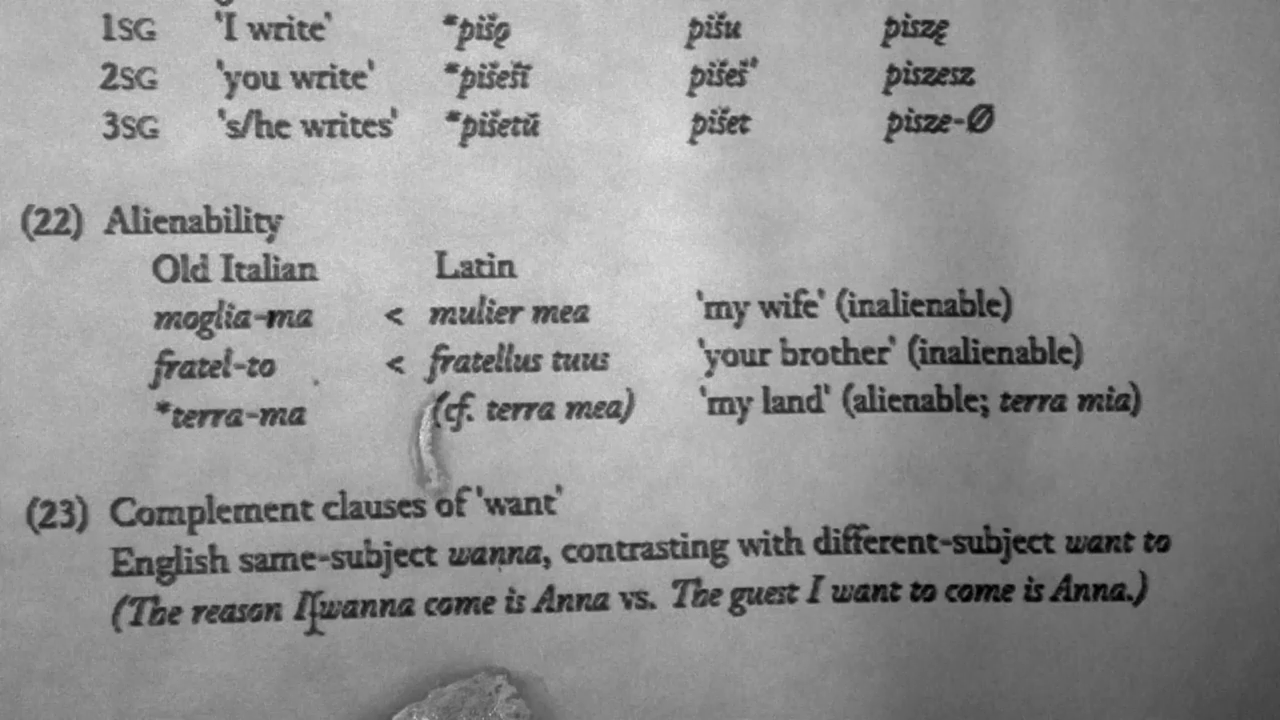 1SG 'I write' *pišǫ pišu piszę
2SG 'you write' *pišešĭ pišeš' piszesz
3SG 's/he writes' *pišetŭ pišet pisze-Ø
(22) Alienability
Old Italian Latin
moglia-ma < mulier mea 'my wife' (inalienable)
fratel-to < fratellus tuus 'your brother' (inalienable)
*terra-ma (cf. terra mea) 'my land' (alienable; terra mia)
(23) Complement clauses of 'want'
English same-subject wanna, contrasting with different-subject want to
(The reason I wanna come is Anna vs. The guest I want to come is Anna.)